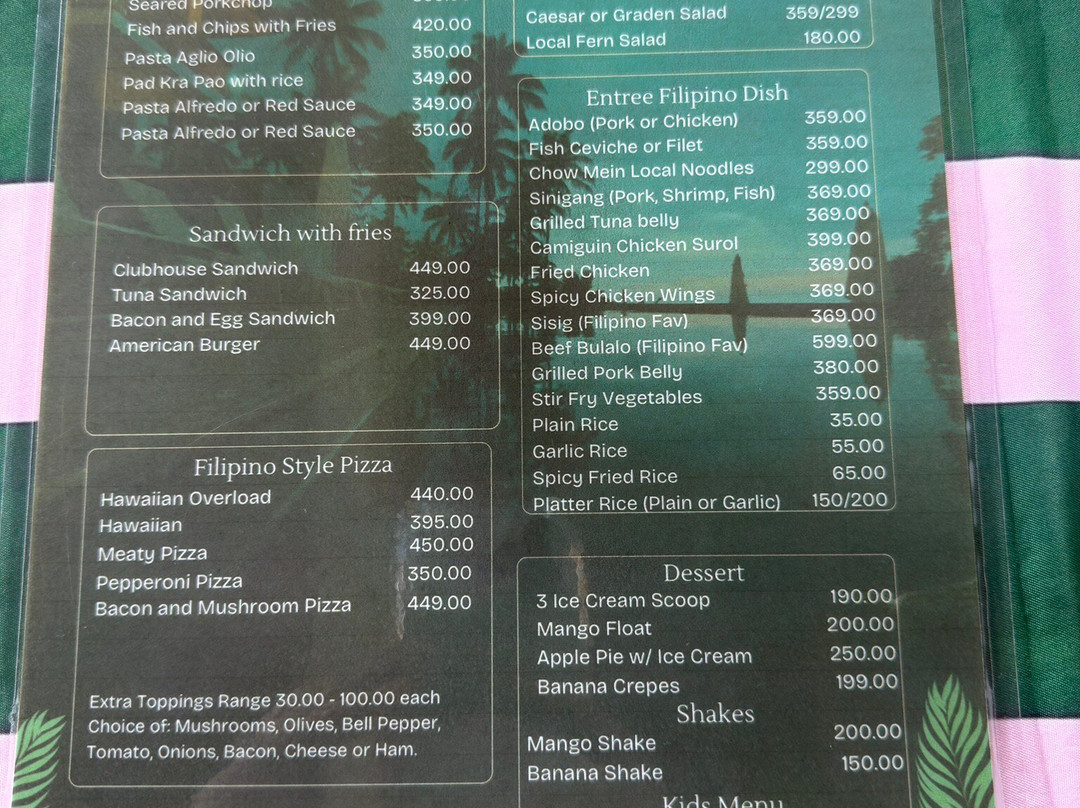 Seared Porkchop
Fish and Chips with Fries 420.00
Pasta Aglio Olio 350.00
Pad Kra Pao with rice 349.00
Pasta Alfredo or Red Sauce 349.00
Pasta Alfredo or Red Sauce 350.00
Sandwich with fries
Clubhouse Sandwich 449.00
Tuna Sandwich 325.00
Bacon and Egg Sandwich 399.00
American Burger 449.00
Filipino Style Pizza
Hawaiian Overload 440.00
Hawaiian 395.00
Meaty Pizza 450.00
Pepperoni Pizza 350.00
Bacon and Mushroom Pizza 449.00
Extra Toppings Range 30.00 - 100.00 each
Choice of: Mushrooms, Olives, Bell Pepper,
Tomato, Onions, Bacon, Cheese or Ham.
Caesar or Graden Salad 359/299
Local Fern Salad 180.00
Entree Filipino Dish
Adobo (Pork or Chicken) 359.00
Fish Ceviche or Filet 359.00
Chow Mein Local Noodles 299.00
Sinigang (Pork, Shrimp, Fish) 369.00
Grilled Tuna belly 369.00
Camiguin Chicken Surol 399.00
Fried Chicken 369.00
Spicy Chicken Wings 369.00
Sisig (Filipino Fav) 369.00
Beef Bulalo (Filipino Fav) 599.00
Grilled Pork Belly 380.00
Stir Fry Vegetables 359.00
Plain Rice 35.00
Garlic Rice 55.00
Spicy Fried Rice 65.00
Platter Rice (Plain or Garlic) 150/200
Dessert
3 Ice Cream Scoop 190.00
Mango Float 200.00
Apple Pie w/ Ice Cream 250.00
Banana Crepes 199.00
Shakes
Mango Shake 200.00
Banana Shake 150.00
Kids Menu